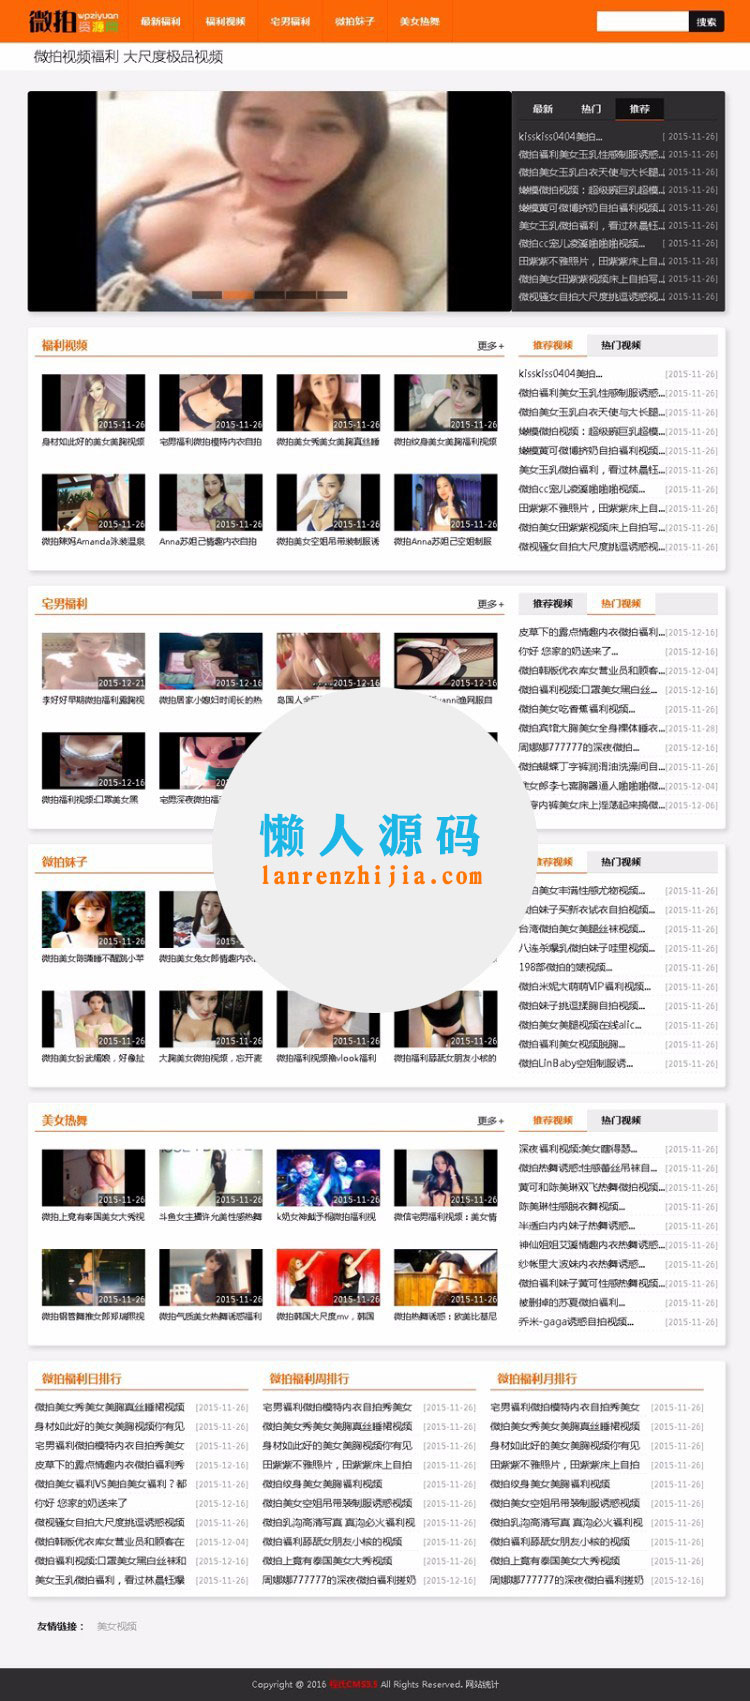 微拍 wpziyuan 资源网
最新福利 福利视频 宅男福利 微拍妹子 美女热舞 搜索
微拍视频福利 大尺度极品视频
最新 热门 推荐
kisskiss0404美拍... [ 2015-11-26]
微拍福利美女玉乳性感制服诱惑... [ 2015-11-26]
微拍美女玉乳白衣天使与大长腿... [ 2015-11-26]
嫩模微拍视频：超级豌巨乳超模... [ 2015-11-26]
嫩模黄可微博挤奶自拍福利视频... [ 2015-11-26]
美女玉乳微拍福利，看过林晶钰... [ 2015-11-26]
微拍cc宠儿凌溪啪啪啪视频... [ 2015-11-26]
田紫紫不雅照片，田紫紫床上自... [ 2015-11-26]
微拍美女田紫紫视频床上自拍写... [ 2015-11-26]
微视骚女自拍大尺度挑逗诱惑视... [ 2015-11-26]
福利视频 更多+
2015-11-26 2015-11-26 2015-11-26 2015-11-26
身材如此好的美女美胸视频 宅男福利微拍模特内衣自拍 微拍美女秀美女美胸真丝睡 微拍纹身美女美胸福利视频
2015-11-26 2015-11-26 2015-11-26 2015-11-26
微拍辣妈Amanda泳装温泉 Anna苏妲己情趣内衣自拍 微拍美女空姐吊带装制服诱 微拍Anna苏妲己空姐制服
推荐视频 热门视频
kisskiss0404美拍... [2015-11-26]
微拍福利美女玉乳性感制服诱惑... [2015-11-26]
微拍美女玉乳白衣天使与大长腿... [2015-11-26]
嫩模微拍视频：超级豌巨乳超模... [2015-11-26]
嫩模黄可微博挤奶自拍福利视频... [2015-11-26]
美女玉乳微拍福利，看过林晶钰... [2015-11-26]
微拍cc宠儿凌溪啪啪啪视频... [2015-11-26]
田紫紫不雅照片，田紫紫床上自... [2015-11-26]
微拍美女田紫紫视频床上自拍写... [2015-11-26]
微视骚女自拍大尺度挑逗诱惑视... [2015-11-26]
宅男福利 更多+
2015-12-21 2015-12-16 2015-12-16 2015-12-16
李好好早期微拍福利露胸视 微拍居家小媳妇时间长的热 岛国人 渔网服自
2015-12-16
微拍福利视频:口罩美女黑 宅男深夜微拍福
推荐视频 热门视频
皮草下的露点情趣内衣微拍福利... [2015-12-16]
你好 您家的奶送来了... [2015-12-16]
微拍韩版优衣库女营业员和顾客... [2015-12-04]
微拍福利视频:口罩美女黑白丝... [2015-12-16]
微拍美女吃香蕉福利视频... [2015-11-26]
微拍宾馆大胸美女全身裸体睡衣... [2015-11-28]
周娜娜777777的深夜微拍... [2015-12-16]
微拍蝴蝶丁字裤润滑油洗澡间自... [2015-11-26]
女郎李七喜胸器逼人啪啪啪微... [2015-12-04]
穿内裤美女床上淫荡起来搞微... [2015-12-06]
懒人源码
lanrenzhijia.com
微拍妹子
2015-11-26 2015-11-26
微拍美女卸嘶睡不醒跳小苹 微拍美女兔女郎情趣内衣
2015-11-26 2015-11-26 2015-11-26 2015-11-26
微拍美女扮武媚娘，好像扯 大胸美女微拍视频，忘开麦 微拍福利视频撸vlook福利 微拍福利舔舐女朋友小梭的
推荐视频 热门视频
拍美女丰满性感尤物视频... [2015-11-26]
微拍妹子买新衣试衣自拍视频... [2015-11-26]
台湾微拍美女美腿丝袜视频... [2015-11-26]
八连杀爆乳微拍妹子哇里视频... [2015-11-26]
198部微拍的婊视频... [2015-11-26]
微拍米妮大萌萌VIP福利视频... [2015-11-26]
微拍妹子挑逗揉胸自拍视频... [2015-11-26]
微拍美女美腿视频在线alic... [2015-11-26]
微拍福利美女视频脱胸... [2015-11-26]
微拍LinBaby空姐制服诱... [2015-11-26]
美女热舞 更多+
2015-11-26 2015-11-26 2015-11-26 2015-11-26
微拍上竟有泰国美女大秀视 斗鱼女主播许允美性感热舞 k奶女神戴予桐微拍福利视 微信宅男福利视频：美女情
2015-11-26 2015-11-26 2015-11-26 2015-11-26
微拍钢管舞推女郎郑瑞熙视 微拍气质美女热舞诱惑福利 微拍韩国大尺度mv，韩国 微拍热舞诱惑：欧美比基尼
推荐视频 热门视频
深夜福利视频:美女瞎得瑟... [2015-11-26]
微拍热舞诱惑:性感蕾丝吊袜自... [2015-11-26]
黄可和陈美琳双飞热舞微拍视频... [2015-11-26]
陈美琳性感脱衣舞视频... [2015-11-26]
半透白内内妹子热舞诱惑... [2015-11-26]
神仙姐姐艾溪情趣内衣热舞诱惑... [2015-11-26]
纱帐里大波妹内衣热舞诱惑... [2015-11-26]
微拍福利妹子黄可性感热舞视频... [2015-11-26]
被删掉的苏夏微拍福利... [2015-11-26]
乔米-gaga诱惑自拍视频... [2015-11-26]
微拍福利日排行 微拍福利周排行 微拍福利月排行
微拍美女秀美女美胸真丝睡裙视频 [2015-11-26] 宅男福利微拍模特内衣自拍秀美女 [2015-11-26] 宅男福利微拍模特内衣自拍秀美女 [2015-11-26]
身材如此好的美女美胸视频你有见 [2015-11-26] 微拍美女秀美女美胸真丝睡裙视频 [2015-11-26] 微拍美女秀美女美胸真丝睡裙视频 [2015-11-26]
宅男福利微拍模特内衣自拍秀美女 [2015-11-26] 身材如此好的美女美胸视频你有见 [2015-11-26] 身材如此好的美女美胸视频你有见 [2015-11-26]
皮草下的露点情趣内衣微拍福利秀 [2015-12-16] 田紫紫不雅照片，田紫紫床上自拍 [2015-11-26] 田紫紫不雅照片，田紫紫床上自拍 [2015-11-26]
微拍美女福利VS美拍美女福利？都 [2015-11-26] 微拍纹身美女美胸福利视频 [2015-11-26] 微拍纹身美女美胸福利视频 [2015-11-26]
你好 您家的奶送来了 [2015-12-16] 微拍美女空姐吊带装制服诱惑视频 [2015-11-26] 微拍美女空姐吊带装制服诱惑视频 [2015-11-26]
微视骚女自拍大尺度挑逗诱惑视频 [2015-11-26] 微拍乳沟高清写真 真沟必火福利视 [2015-11-26] 微拍乳沟高清写真 真沟必火福利视 [2015-11-26]
微拍韩版优衣库女营业员和顾客在 [2015-12-04] 微拍福利舔舐女朋友小梭的视频 [2015-11-26] 微拍福利舔舐女朋友小梭的视频 [2015-11-26]
微拍福利视频:口罩美女黑白丝袜和 [2015-12-16] 微拍上竟有泰国美女大秀视频 [2015-11-26] 微拍上竟有泰国美女大秀视频 [2015-11-26]
美女玉乳微拍福利，看过林晶钰曝 [2015-11-26] 周娜娜777777的深夜微拍福利搓奶 [2015-12-16] 周娜娜777777的深夜微拍福利搓奶 [2015-12-16]
友情链接： 美女视频
Copyright @ 2016 程氏CMS3.5 All Rights Reserved. 网站统计